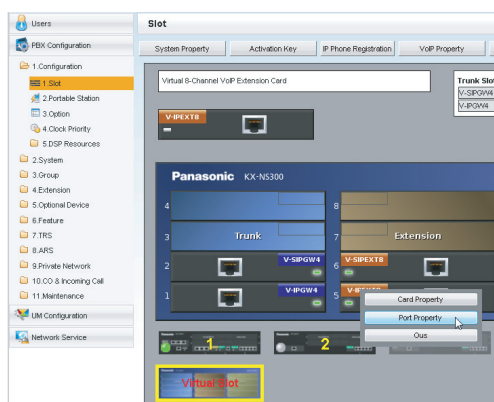 Users
Slot
PBX Configuration
System Property
Activation Key
IP Phone Registration
VoIP Property
1.Configuration
1.Slot
2.Portable Station
3.Option
4.Clock Priority
5.DSP Resources
2.System
3.Group
4.Extension
5.Optional Device
6.Feature
7.TRS
8.ARS
9.Private Network
10.CO & Incoming Call
11.Maintenance
UM Configuration
Network Service
Virtual 8-Channel VoIP Extension Card
Trunk Slo
V-SIPGW4
V-IPGW4
V-IPEXT8
Panasonic KX-NS300
4
8
3 Trunk
7 Extension
2 V-SIPGW4
6 V-SIPEXT8
1 V-IPGW4
5
Card Property
Port Property
Ous
1
2
Virtual Slot